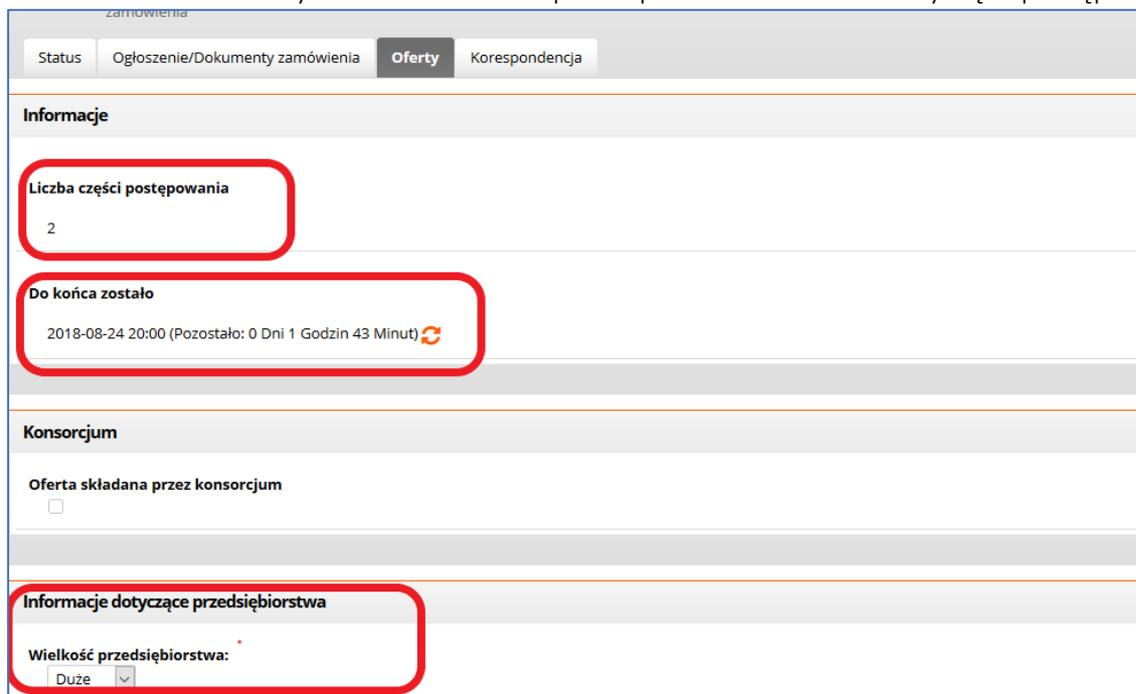 zamówienia
Status Ogłoszenie/Dokumenty zamówienia Oferty Korespondencja
Informacje
Liczba części postępowania
2
Do końca zostało
2018-08-24 20:00 (Pozostało: 0 Dni 1 Godzin 43 Minut)
Konsorcjum
Oferta składana przez konsorcjum
Informacje dotyczące przedsiębiorstwa
Wielkość przedsiębiorstwa: *
Duże